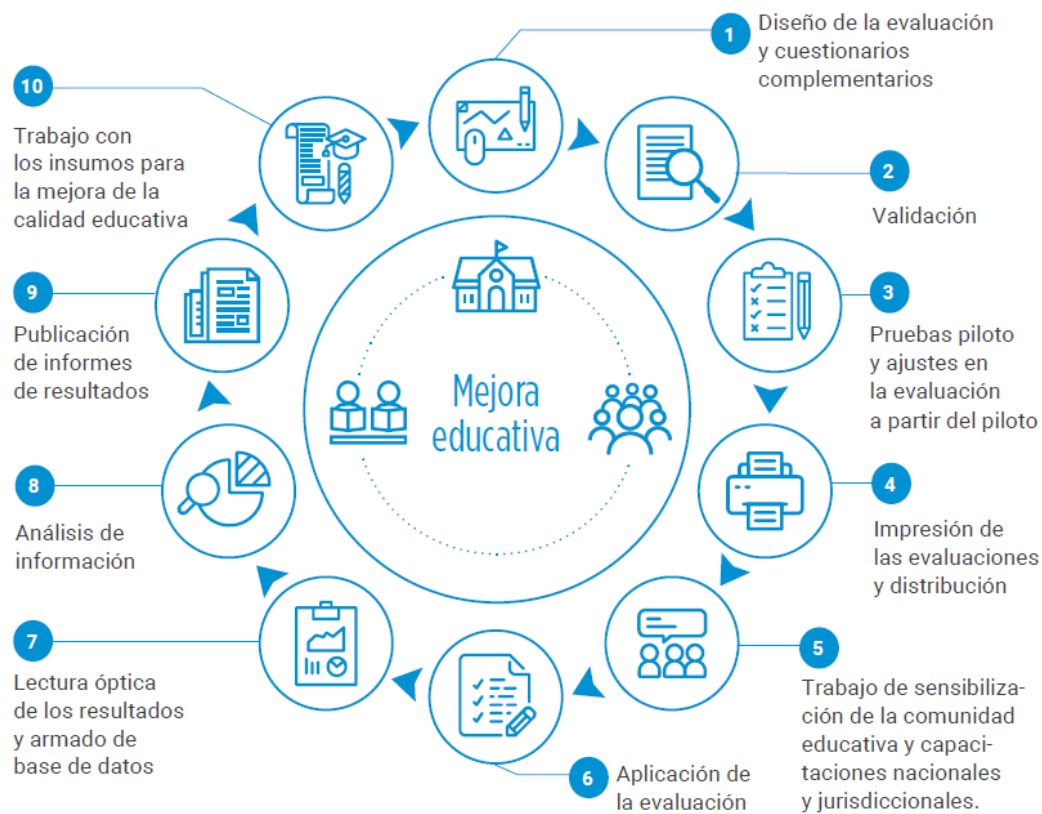 1
Diseño de la evaluación
y cuestionarios
complementarios
2
Validación
3
Pruebas piloto
y ajustes en
la evaluación
a partir del piloto
4
Impresión de
las evaluaciones
y distribución
5
Trabajo de sensibiliza-
ción de la comunidad
educativa y capaci-
taciones nacionales
y jurisdiccionales.
6
Aplicación de
la evaluación
7
Lectura óptica
de los resultados
y armado de
base de datos
8
Análisis de
información
9
Publicación
de informes
de resultados
10
Trabajo con
los insumos para
la mejora de la
calidad educativa
Mejora
educativa